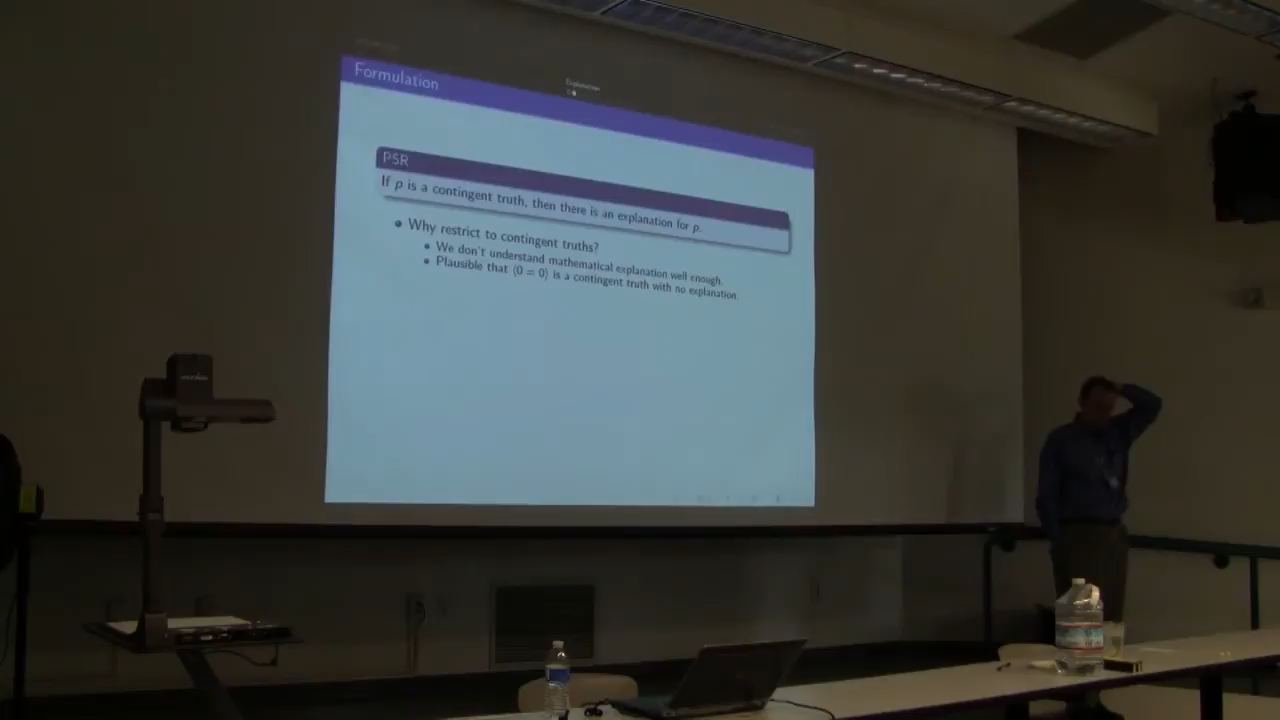 Formulation
Explanation
PSR
If p is a contingent truth, then there is an explanation for p.
Why restrict to contingent truths?
We don't understand mathematical explanation well enough.
Plausible that (0 = 0) is a contingent truth with no explanation.